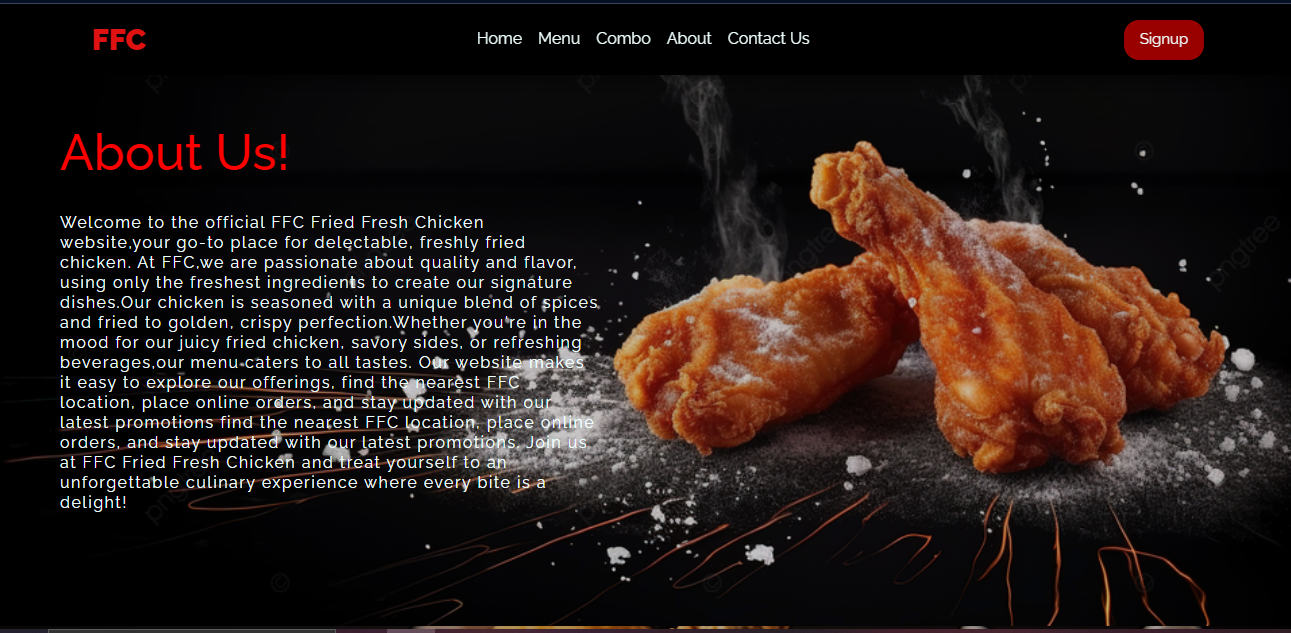 FFC
Home Menu Combo About Contact Us
Signup
About Us!
Welcome to the official FFC Fried Fresh Chicken
website,your go-to place for delectable, freshly fried
chicken. At FFC,we are passionate about quality and flavor,
using only the freshest ingredients to create our signature
dishes.Our chicken is seasoned with a unique blend of spices
and fried to golden, crispy perfection.Whether you're in the
mood for our juicy fried chicken, savory sides, or refreshing
beverages,our menu caters to all tastes. Our website makes
it easy to explore our offerings, find the nearest FFC
location, place online orders, and stay updated with our
latest promotions find the nearest FFC location, place online
orders, and stay updated with our latest promotions. Join us
at FFC Fried Fresh Chicken and treat yourself to an
unforgettable culinary experience where every bite is a
delight!
pngtree